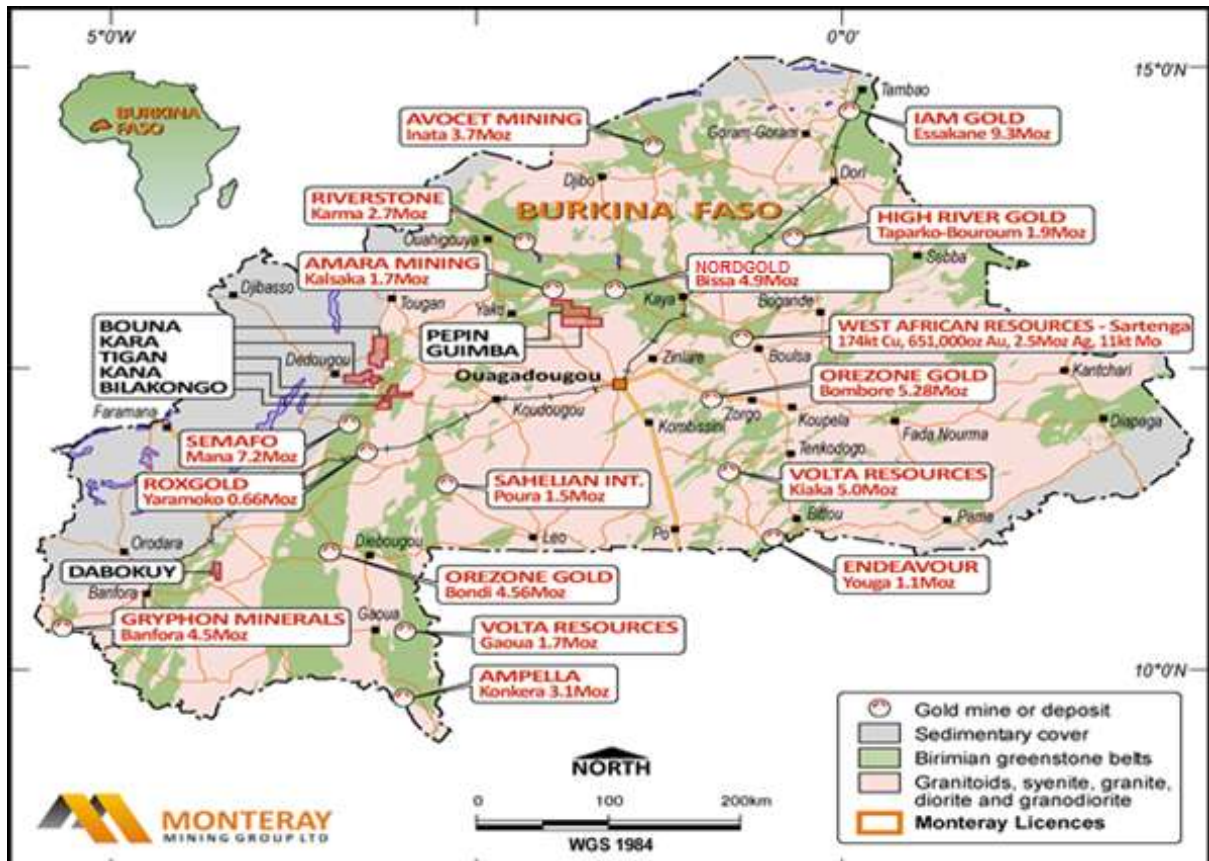 5°0'W
0°0'
15°0'N
BURKINA
FASO
AVOCET MINING
Inata 3.7Moz
Tambao
IAM GOLD
Essakane 9.3Moz
Goram-Goram
Djibo
Dori
RIVERSTONE
Karma 2.7Moz
BURKINA FASO
HIGH RIVER GOLD
Taparko-Bouroum 1.9Moz
Ouahigouya
Sebba
AMARA MINING
Kalsaka 1.7Moz
NORDGOLD
Bissa 4.9Moz
Djibasso
Tougan
Yako
Kaya
Bogande
BOUNA
KARA
TIGAN
KANA
BILAKONGO
PEPIN
GUIMBA
WEST AFRICAN RESOURCES - Sartenga
174kt Cu, 651,000oz Au, 2.5Moz Ag, 11kt Mo
Dedougou
Ziniare
Boulsa
Kantchari
Ouagadougou
OREZONE GOLD
Bombore 5.28Moz
Faramana
Koudougou
Zorgo
Koupela
Kombissiri
Fada Nourma
Diapaga
SEMAFO
Mana 7.2Moz
Tenkodogo
ROXGOLD
Yaramoko 0.66Moz
SAHELIAN INT.
Poura 1.5Moz
VOLTA RESOURCES
Kiaka 5.0Moz
Bittou
Pama
Orodara
Diebougou
Leo
Po
DABOKUY
OREZONE GOLD
Bondi 4.56Moz
ENDEAVOUR
Youga 1.1Moz
Banfora
Gaoua
GRYPHON MINERALS
Banfora 4.5Moz
VOLTA RESOURCES
Gaoua 1.7Moz
AMPELLA
Konkera 3.1Moz
10°0'N
Gold mine or deposit
Sedimentary cover
Birimian greenstone belts
Granitoids, syenite, granite,
diorite and granodiorite
Monteray Licences
NORTH
0 100 200km
WGS 1984
MONTERAY
MINING GROUP LTD